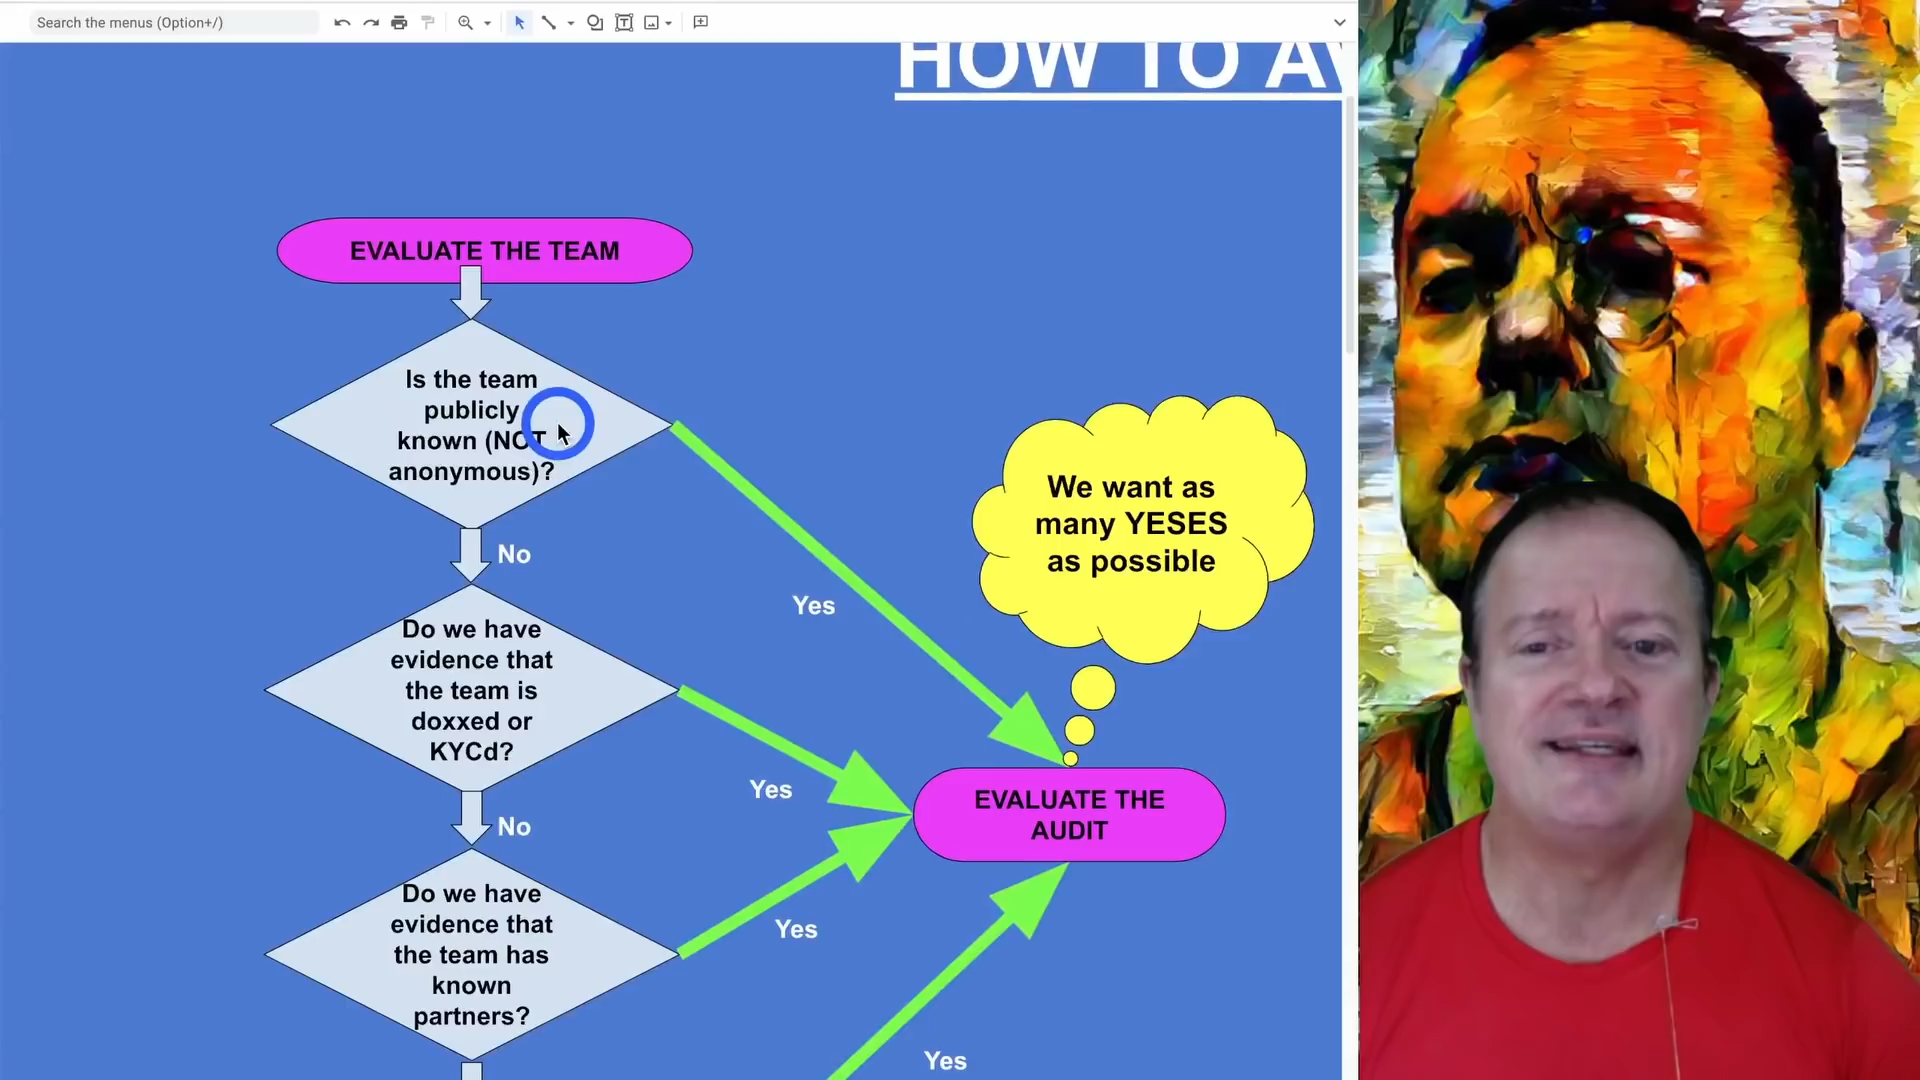 Search the menus (Option+/)
HOW TO AV
EVALUATE THE TEAM
Is the team
publicly
known (NOT
anonymous)?
We want as
many YESES
as possible
No
Yes
Do we have
evidence that
the team is
doxxed or
KYCd?
Yes
EVALUATE THE
AUDIT
No
Do we have
evidence that
the team has
known
partners?
Yes
Yes